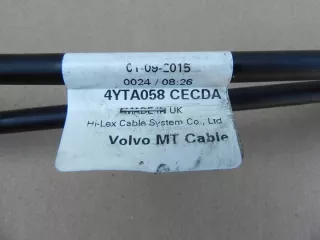 01-09-2015
0024 / 08:26
4YTA058 CECDA
MADE IN UK
Hi-Lex Cable System Co., Ltd
Volvo MT Cable